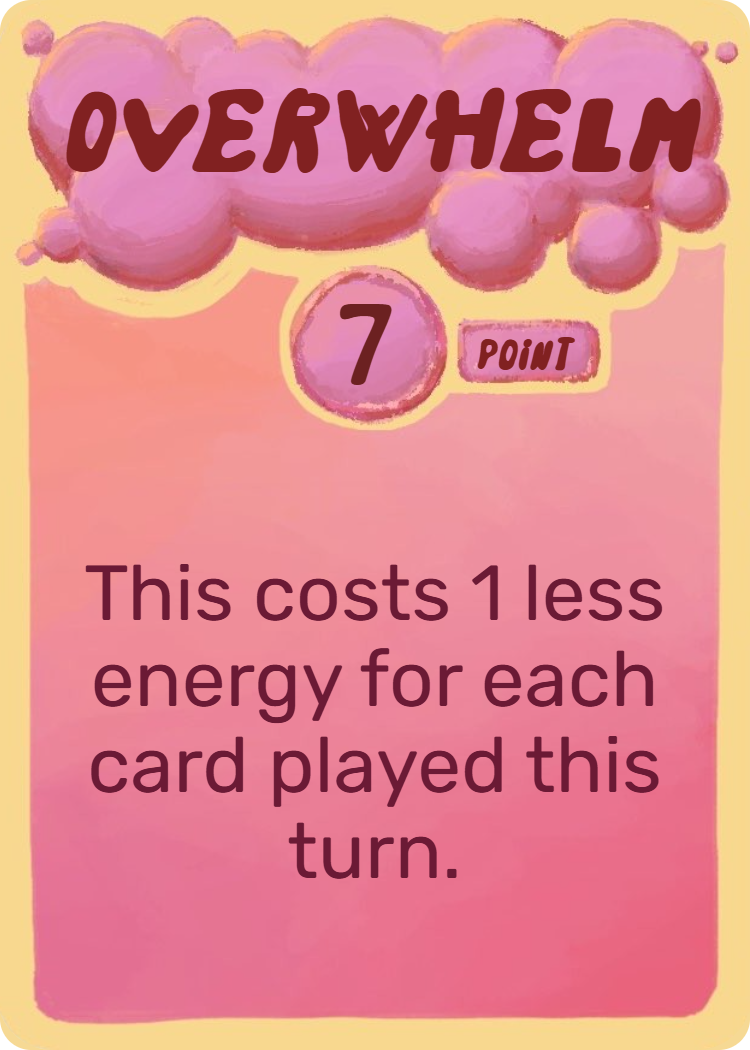 OVERWHELM
7
POINT
This costs 1 less
energy for each
card played this
turn.